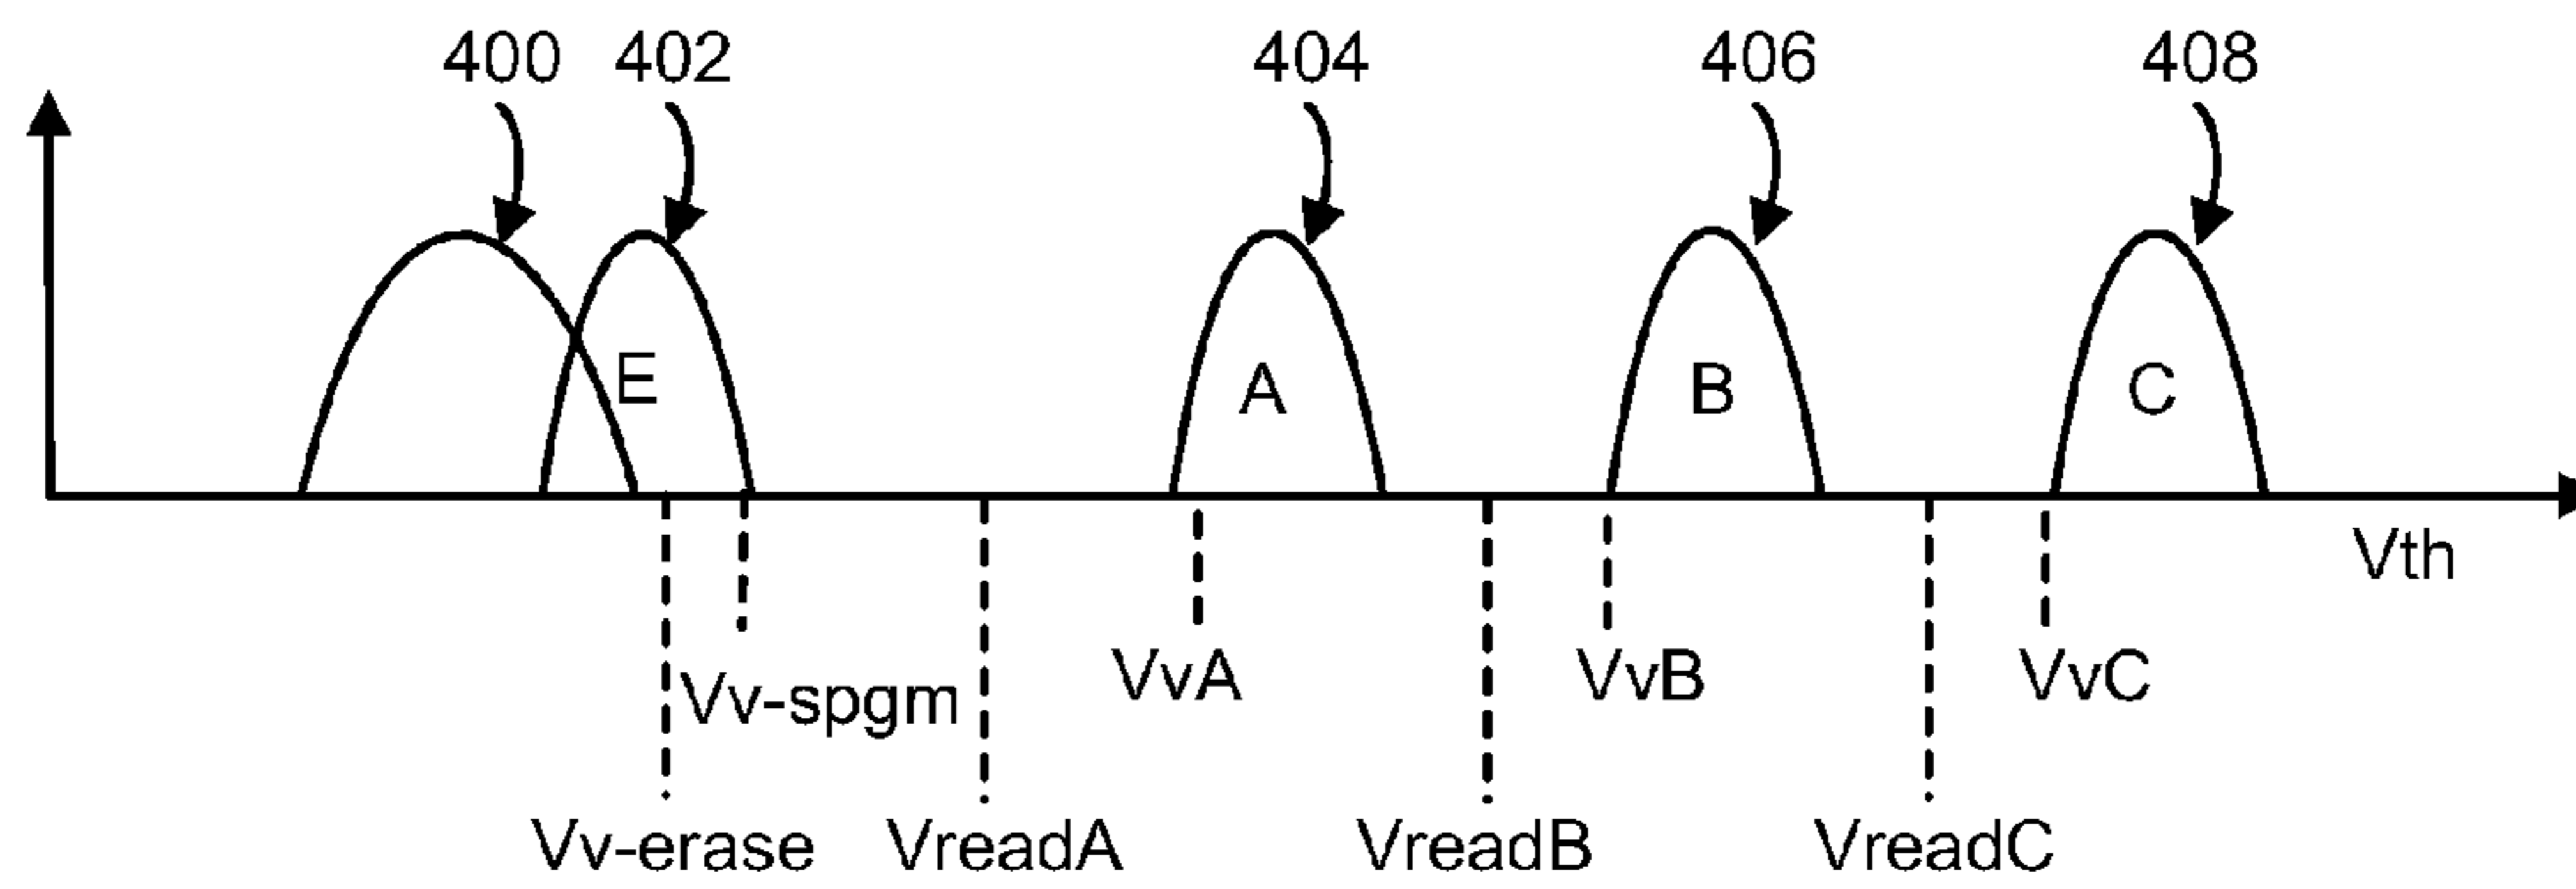 400 402 404 406 408
E A B C
Vth
Vv-spgm VvA VvB VvC
Vv-erase VreadA VreadB VreadC